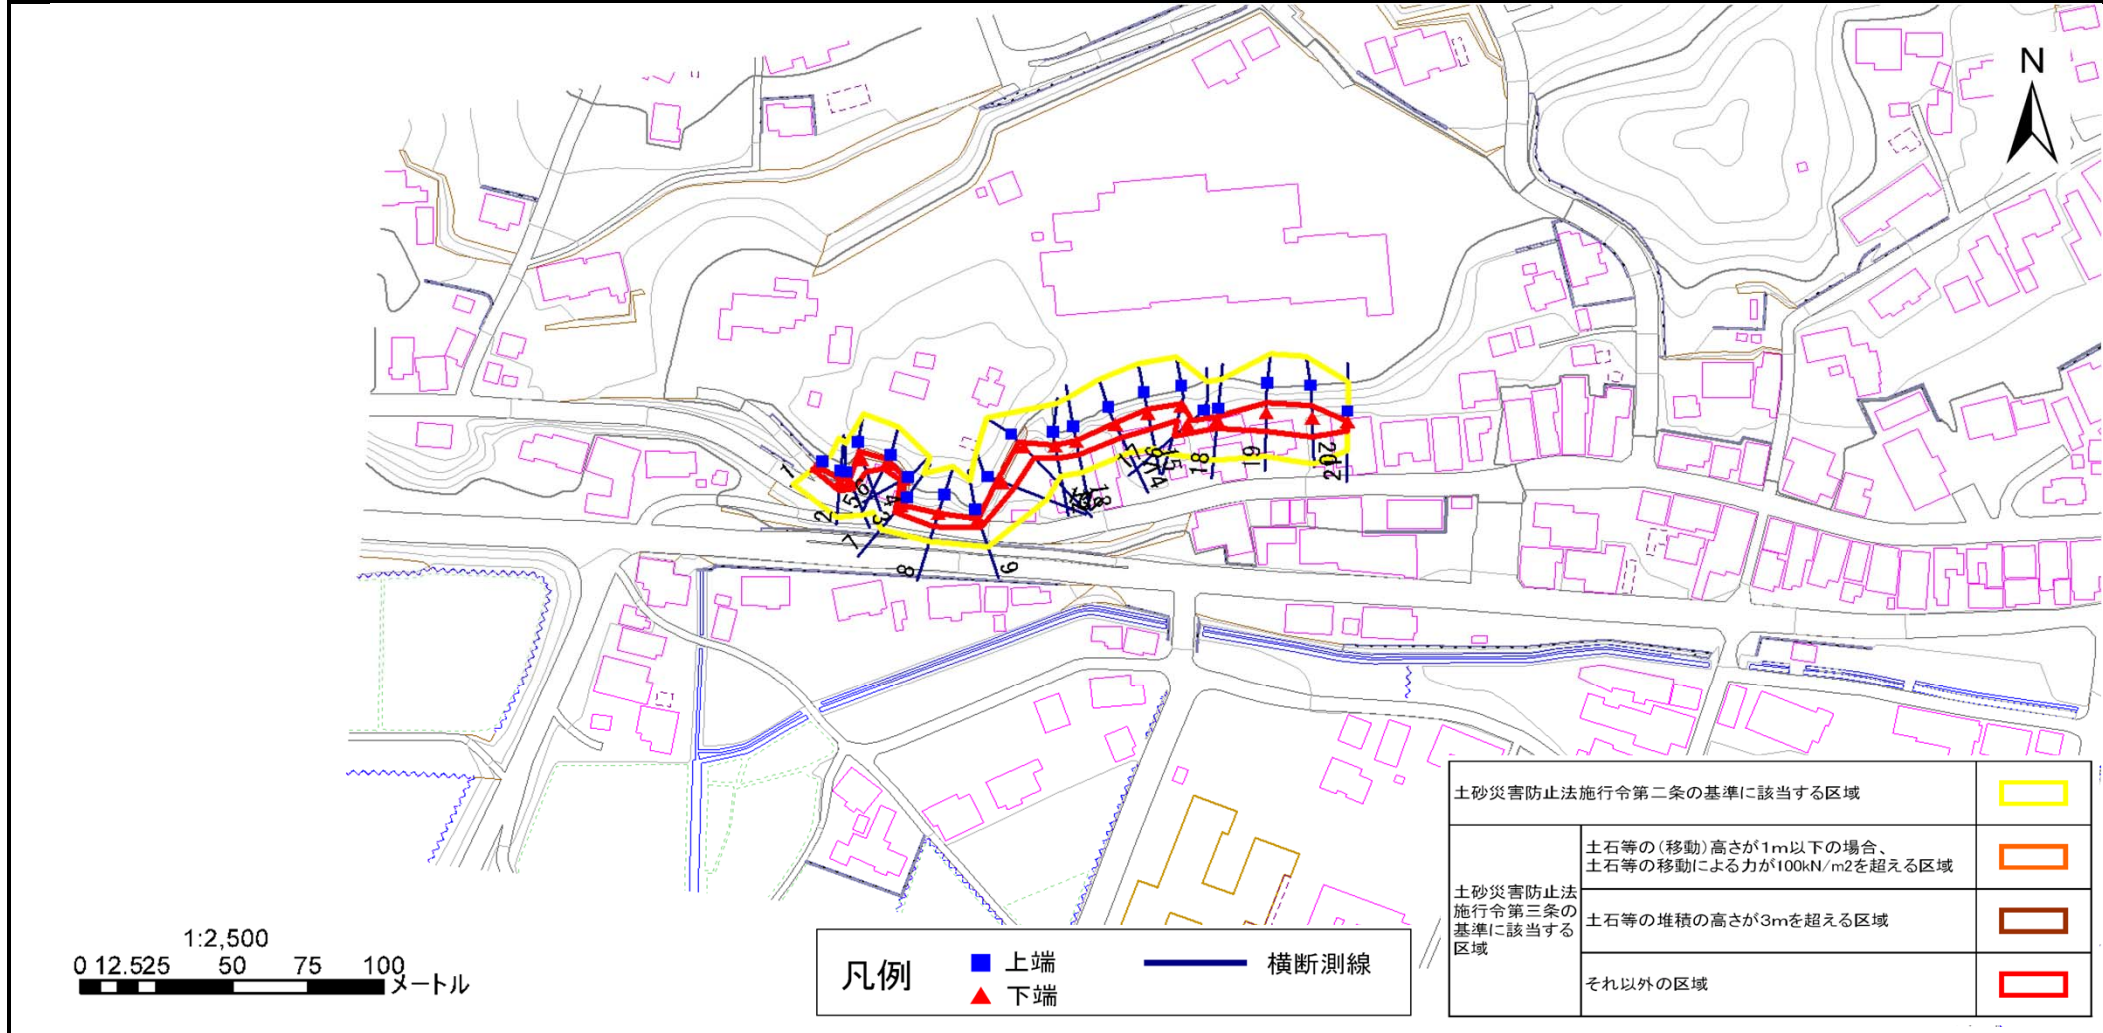 N
1
2
5
6
4
3
7
8
9
14
15
18
19
20
21
1:2,500
0 12.525 50 75 100
メートル
凡例
上端
下端
横断測線
土砂災害防止法施行令第二条の基準に該当する区域
土砂災害防止法
施行令第三条の
基準に該当する
区域
土石等の(移動)高さが1m以下の場合、
土石等の移動による力が100kN/m2を超える区域
土石等の堆積の高さが3mを超える区域
それ以外の区域